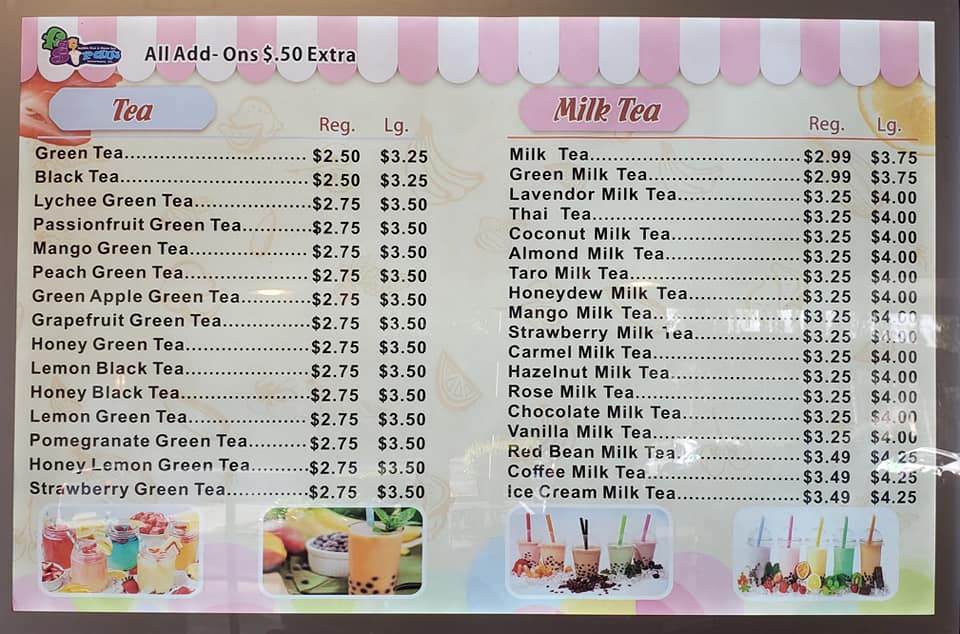 All Add- Ons $.50 Extra
Tea
Reg. Lg.
Green Tea.............................. $2.50 $3.25
Black Tea............................... $2.50 $3.25
Lychee Green Tea....................$2.75 $3.50
Passionfruit Green Tea............$2.75 $3.50
Mango Green Tea.................... $2.75 $3.50
Peach Green Tea..................... $2.75 $3.50
Green Apple Green Tea............$2.75 $3.50
Grapefruit Green Tea...............$2.75 $3.50
Honey Green Tea.....................$2.75 $3.50
Lemon Black Tea.....................$2.75 $3.50
Honey Black Tea......................$2.75 $3.50
Lemon Green Tea.....................$2.75 $3.50
Pomegranate Green Tea..........$2.75 $3.50
Honey Lemon Green Tea..........$2.75 $3.50
Strawberry Green Tea..............$2.75 $3.50
Milk Tea
Reg. Lg.
Milk Tea...................................$2.99 $3.75
Green Milk Tea.........................$2.99 $3.75
Lavendor Milk Tea.................... $3.25 $4.00
Thai Tea...................................$3.25 $4.00
Coconut Milk Tea......................$3.25 $4.00
Almond Milk Tea.......................$3.25 $4.00
Taro Milk Tea............................$3.25 $4.00
Honeydew Milk Tea...................$3.25 $4.00
Mango Milk Tea.........................$3.25 $4.00
Strawberry Milk Tea..................$3.25 $4.00
Carmel Milk Tea.........................$3.25 $4.00
Hazelnut Milk Tea......................$3.25 $4.00
Rose Milk Tea............................$3.25 $4.00
Chocolate Milk Tea....................$3.25 $4.00
Vanilla Milk Tea.........................$3.25 $4.00
Red Bean Milk Tea.....................$3.49 $4.25
Coffee Milk Tea..........................$3.49 $4.25
Ice Cream Milk Tea.................... $3.49 $4.25